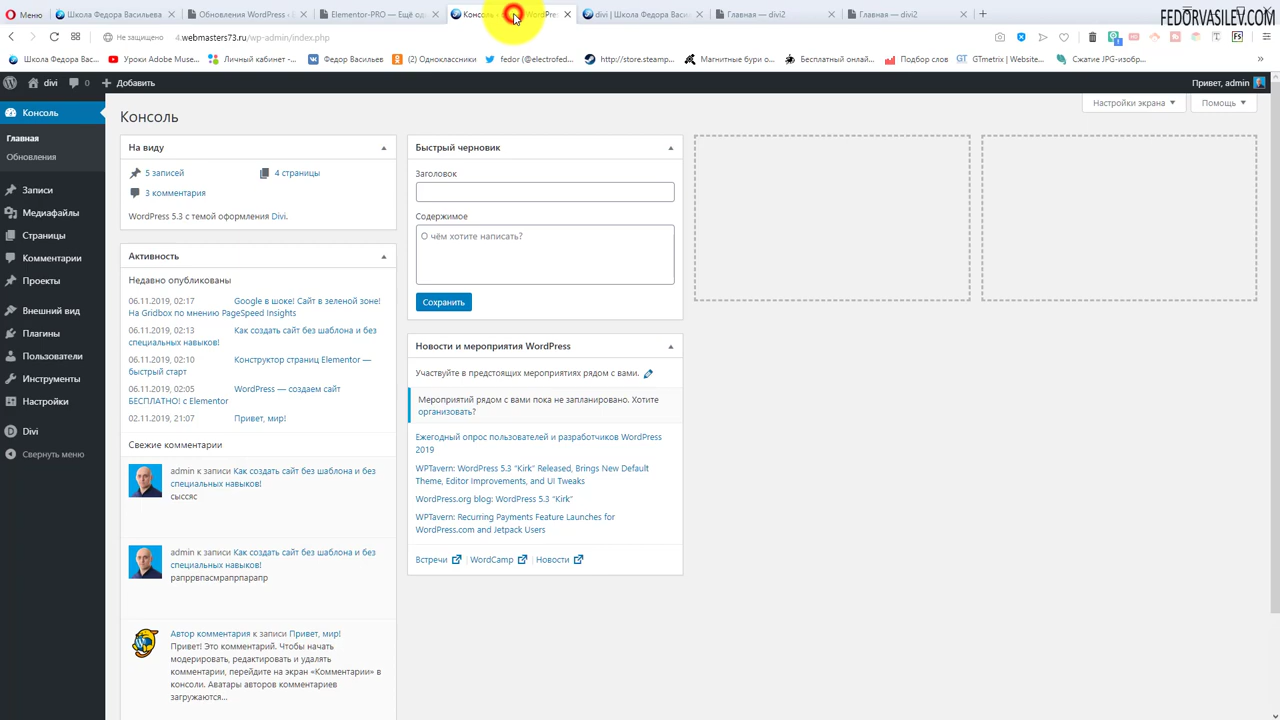 Меню
Школа Федора Васильева
Обновления WordPress
Elementor-PRO — Ещё од
Консоль
divi | Школа Федора Васи
Главная — divi2
Главная — divi2
FEDORVASILEV.COM
Не защищено
4.webmasters73.ru/wp-admin/index.php
Школа Федора Вас...
Уроки Adobe Muse...
Личный кабинет -...
Федор Васильев
(2) Одноклассники
fedor (@electrofed...
http://store.steamp...
Магнитные бури о...
Бесплатный онлай...
Подбор слов
GTmetrix | Website...
Сжатие JPG-изобр...
divi
0
Добавить
Привет, admin
Консоль
Главная
Обновления
Записи
Медиафайлы
Страницы
Комментарии
Проекты
Внешний вид
Плагины
Пользователи
Инструменты
Настройки
Divi
Свернуть меню
Настройки экрана
Помощь
Консоль
На виду
5 записей
4 страницы
3 комментария
WordPress 5.3 с темой оформления Divi.
Активность
Недавно опубликованы
06.11.2019, 02:17 Google в шоке! Сайт в зеленой зоне!
На Gridbox по мнению PageSpeed Insights
06.11.2019, 02:13 Как создать сайт без шаблона и без
специальных навыков!
06.11.2019, 02:10 Конструктор страниц Elementor —
быстрый старт
06.11.2019, 02:05 WordPress — создаем сайт
БЕСПЛАТНО! с Elementor
02.11.2019, 21:07 Привет, мир!
Свежие комментарии
admin к записи Как создать сайт без шаблона и без
специальных навыков!
сыссяс
admin к записи Как создать сайт без шаблона и без
специальных навыков!
рапррвпасмрапрпарапр
Автор комментария к записи Привет, мир!
Привет! Это комментарий. Чтобы начать
модерировать, редактировать и удалять
комментарии, перейдите на экран «Комментарии» в
консоли. Аватары авторов комментариев
загружаются...
Быстрый черновик
Заголовок
Содержимое
О чём хотите написать?
Сохранить
Новости и мероприятия WordPress
Участвуйте в предстоящих мероприятиях рядом с вами.
Мероприятий рядом с вами пока не запланировано. Хотите
организовать?
Ежегодный опрос пользователей и разработчиков WordPress
2019
WPTavern: WordPress 5.3 “Kirk” Released, Brings New Default
Theme, Editor Improvements, and UI Tweaks
WordPress.org blog: WordPress 5.3 “Kirk”
WPTavern: Recurring Payments Feature Launches for
WordPress.com and Jetpack Users
Встречи | WordCamp | Новости